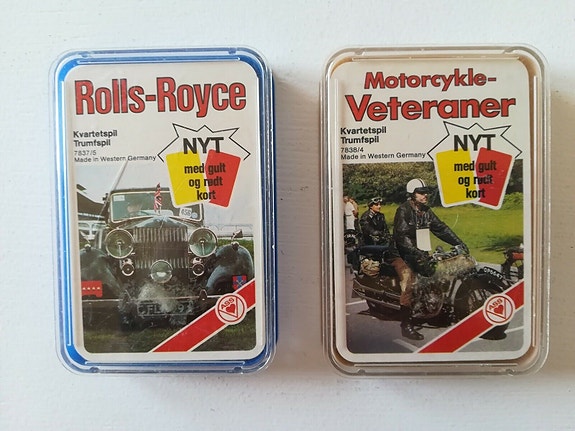 Rolls-Royce
Kvartetspil
Trumfspil
7837/5
Made in Western Germany
NYT
med gult
og rødt
kort
ASS
Motorcykle-
Veteraner
Kvartetspil
Trumfspil
7838/4
Made in Western Germany
NYT
med gult
og rødt
kort
ASS